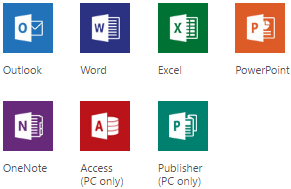 O W X P
Outlook Word Excel PowerPoint
N A P
OneNote Access Publisher
(PC only) (PC only)